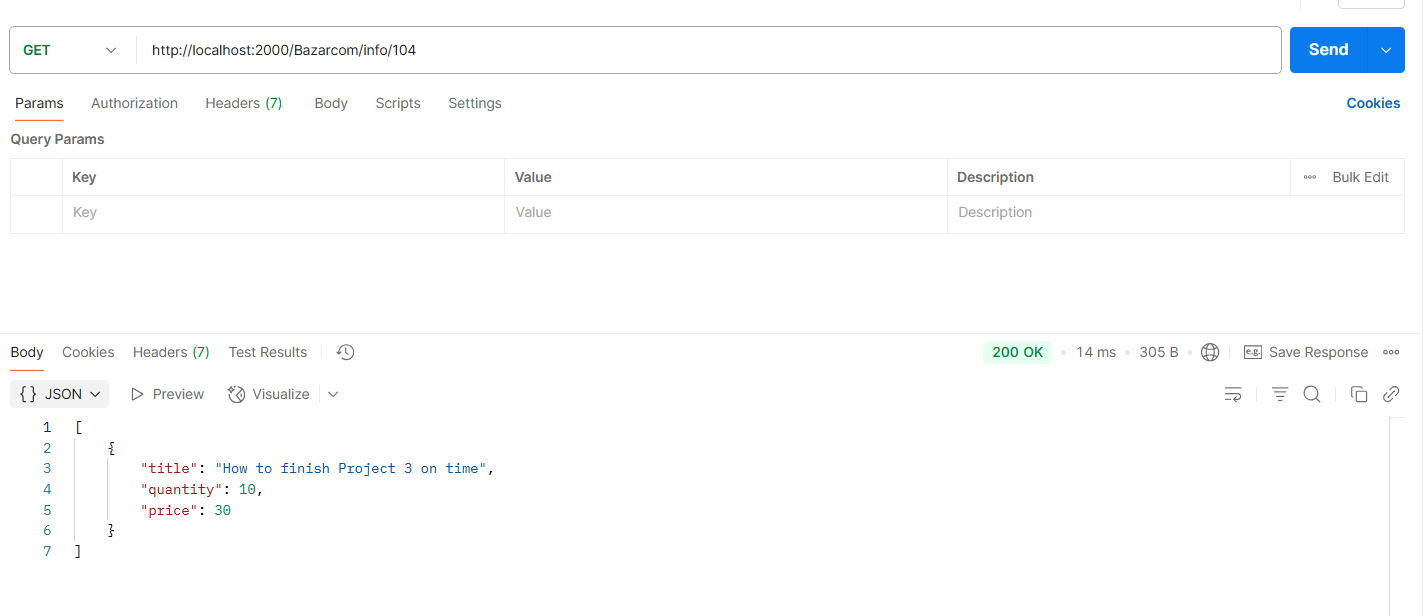 GET http://localhost:2000/Bazarcom/info/104 Send
Params Authorization Headers (7) Body Scripts Settings Cookies
Query Params
Key Value Description Bulk Edit
Key Value Description
Body Cookies Headers (7) Test Results 200 OK 14 ms 305 B e.g. Save Response
{} JSON Preview Visualize
1 [
2 {
3 "title": "How to finish Project 3 on time",
4 "quantity": 10,
5 "price": 30
6 }
7 ]